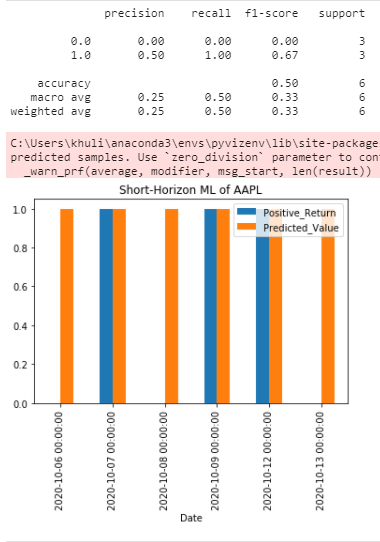 precision recall f1-score support
0.0 0.00 0.00 0.00 3
1.0 0.50 1.00 0.67 3
accuracy 0.50 6
macro avg 0.25 0.50 0.33 6
weighted avg 0.25 0.50 0.33 6
C:\Users\khuli\anaconda3\envs\pyvizenv\lib\site-package
predicted samples. Use `zero_division` parameter to con
_warn_prf(average, modifier, msg_start, len(result))
Short-Horizon ML of AAPL
Positive_Return
Predicted_Value
1.0
0.8
0.6
0.4
0.2
0.0
2020-10-06 00:00:00
2020-10-07 00:00:00
2020-10-08 00:00:00
2020-10-09 00:00:00
2020-10-12 00:00:00
2020-10-13 00:00:00
Date